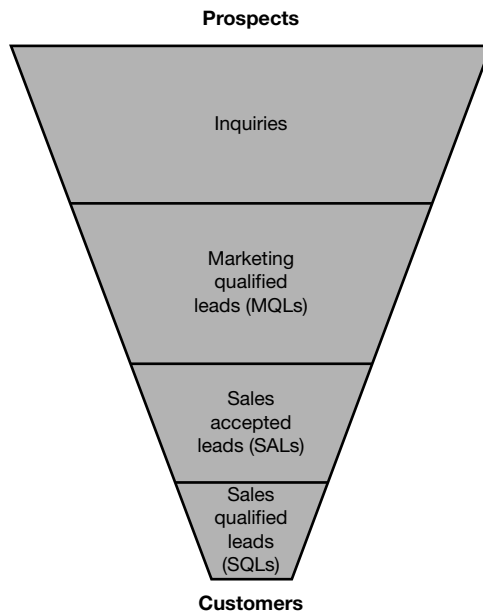 Prospects
Inquiries
Marketing
qualified
leads (MQLs)
Sales
accepted
leads (SALs)
Sales
qualified
leads
(SQLs)
Customers